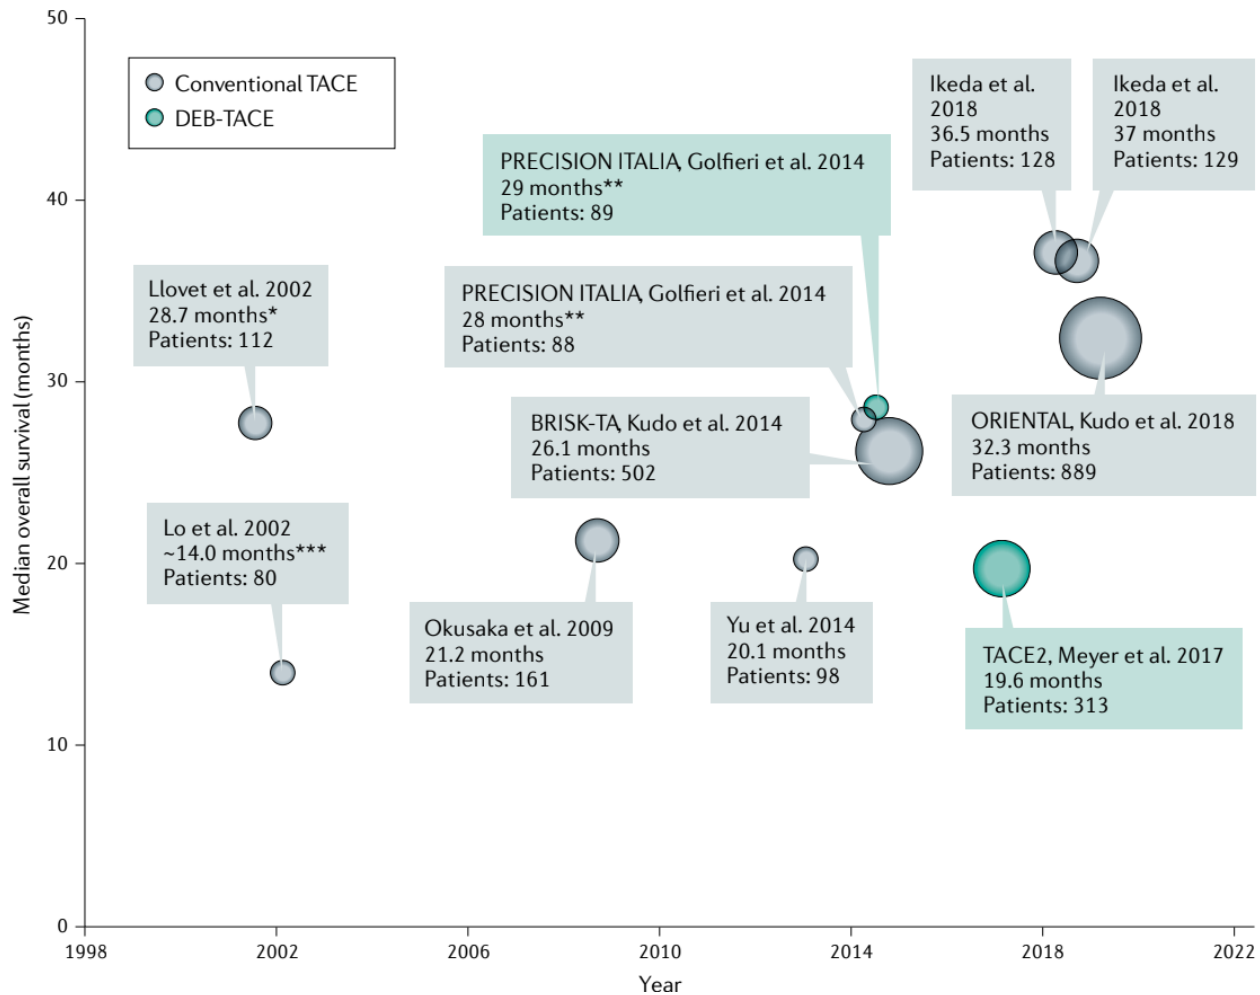 50
40
30
20
10
0
Median overall survival (months)
Conventional TACE
DEB-TACE
Llovet et al. 2002
28.7 months*
Patients: 112
Lo et al. 2002
~14.0 months***
Patients: 80
PRECISION ITALIA, Golfieri et al. 2014
29 months**
Patients: 89
PRECISION ITALIA, Golfieri et al. 2014
28 months**
Patients: 88
BRISK-TA, Kudo et al. 2014
26.1 months
Patients: 502
Okusaka et al. 2009
21.2 months
Patients: 161
Yu et al. 2014
20.1 months
Patients: 98
Ikeda et al.
2018
36.5 months
Patients: 128
Ikeda et al.
2018
37 months
Patients: 129
ORIENTAL, Kudo et al. 2018
32.3 months
Patients: 889
TACE2, Meyer et al. 2017
19.6 months
Patients: 313
1998
2002
2006
2010
2014
2018
2022
Year